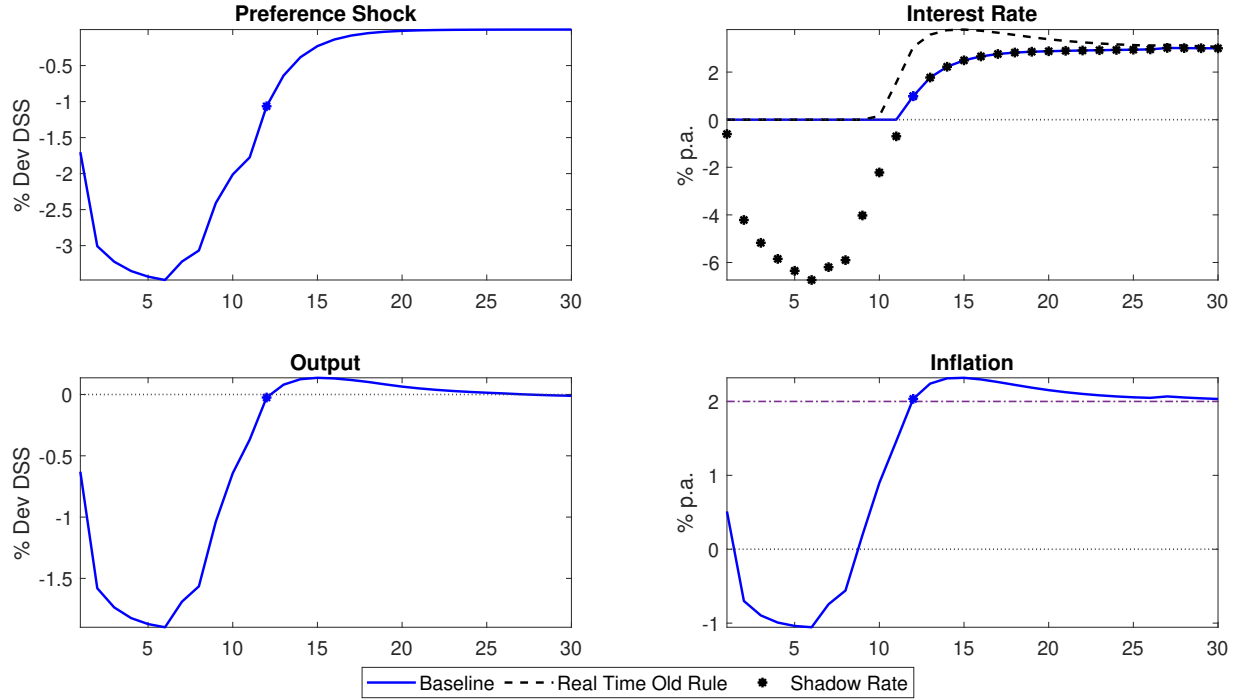 Preference Shock
% Dev DSS
-0.5
-1
-1.5
-2
-2.5
-3
5 10 15 20 25 30
Interest Rate
% p.a.
2
0
-2
-4
-6
5 10 15 20 25 30
Output
% Dev DSS
0
-0.5
-1
-1.5
5 10 15 20 25 30
Inflation
% p.a.
2
1
0
-1
5 10 15 20 25 30
Baseline Real Time Old Rule Shadow Rate